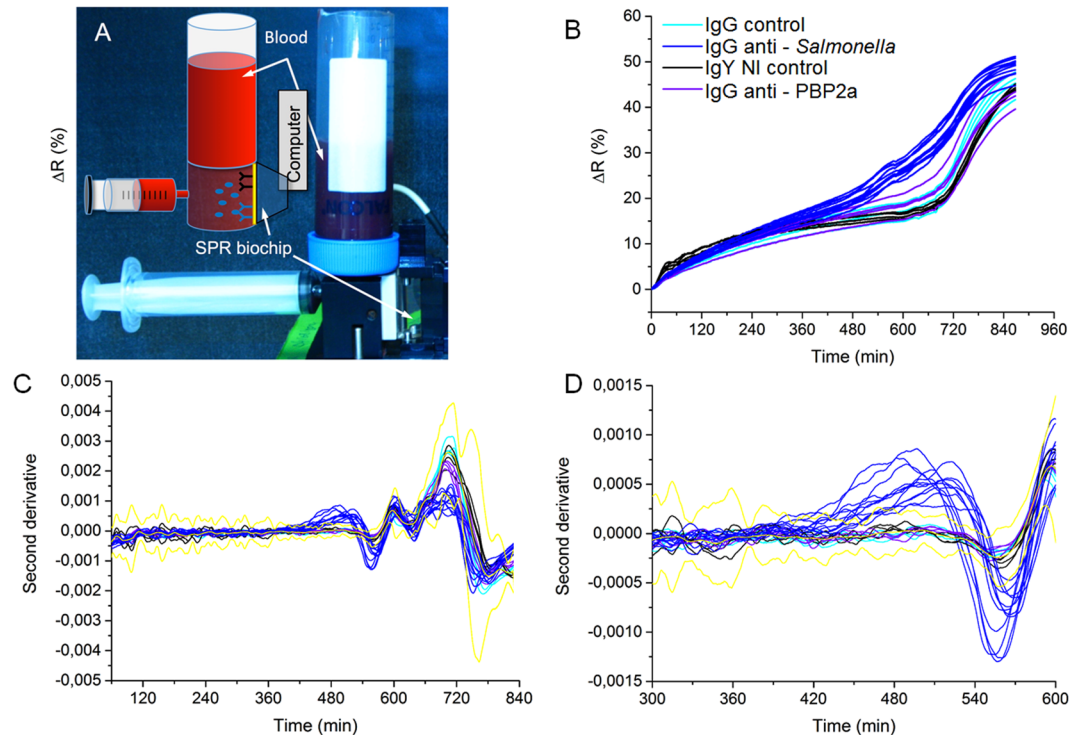 A
Blood
ΔR (%)
Computer
SPR biochip
B
IgG control
IgG anti - Salmonella
IgY NI control
IgG anti - PBP2a
ΔR (%)
60
50
40
30
20
10
0
0 120 240 360 480 600 720 840 960
Time (min)
C
0,005
0,004
0,003
0,002
0,001
0,000
-0,001
-0,002
-0,003
-0,004
-0,005
Second derivative
120 240 360 480 600 720 840
Time (min)
D
0,0015
0,0010
0,0005
0,0000
-0,0005
-0,0010
-0,0015
Second derivative
300 360 420 480 540 600
Time (min)